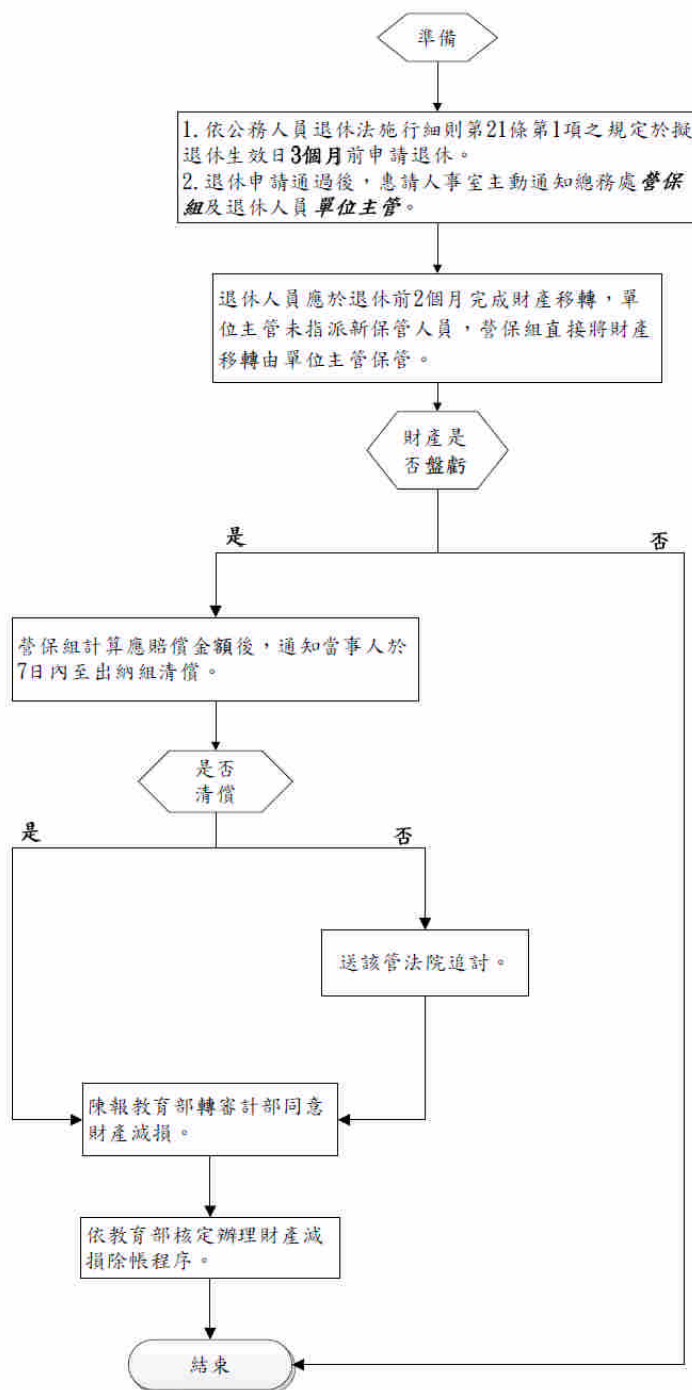 準備
1. 依公務人員退休法施行細則第21條第1項之規定於擬
退休生效日3個月前申請退休。
2. 退休申請通過後，惠請人事室主動通知總務處營保
組及退休人員單位主管。
退休人員應於退休前2個月完成財產移轉，單
位主管未指派新保管人員，營保組直接將財產
移轉由單位主管保管。
財產是
否盤虧
是
否
營保組計算應賠償金額後，通知當事人於
7日內至出納組清償。
是否
清償
是
否
送該管法院追討。
陳報教育部轉審計部同意
財產減損。
依教育部核定辦理財產減
損除帳程序。
結束